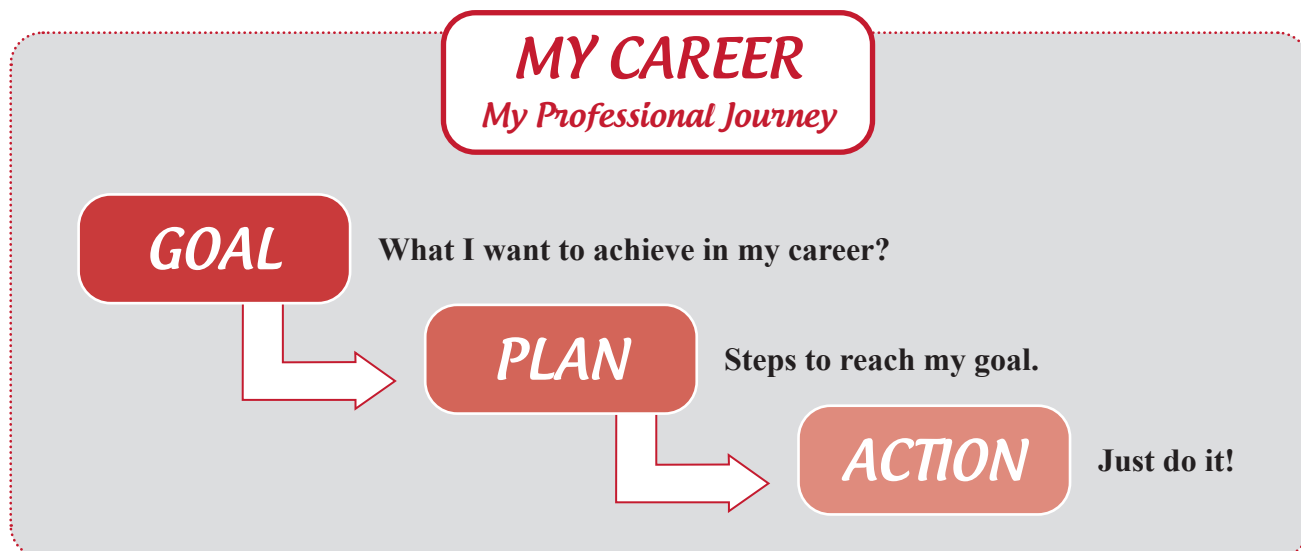 MY CAREER
My Professional Journey
GOAL
What I want to achieve in my career?
PLAN
Steps to reach my goal.
ACTION
Just do it!